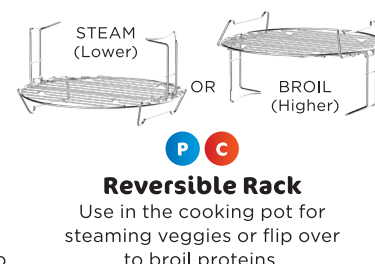 STEAM
(Lower)
OR
BROIL
(Higher)
P C
Reversible Rack
Use in the cooking pot for
steaming veggies or flip over
to broil proteins